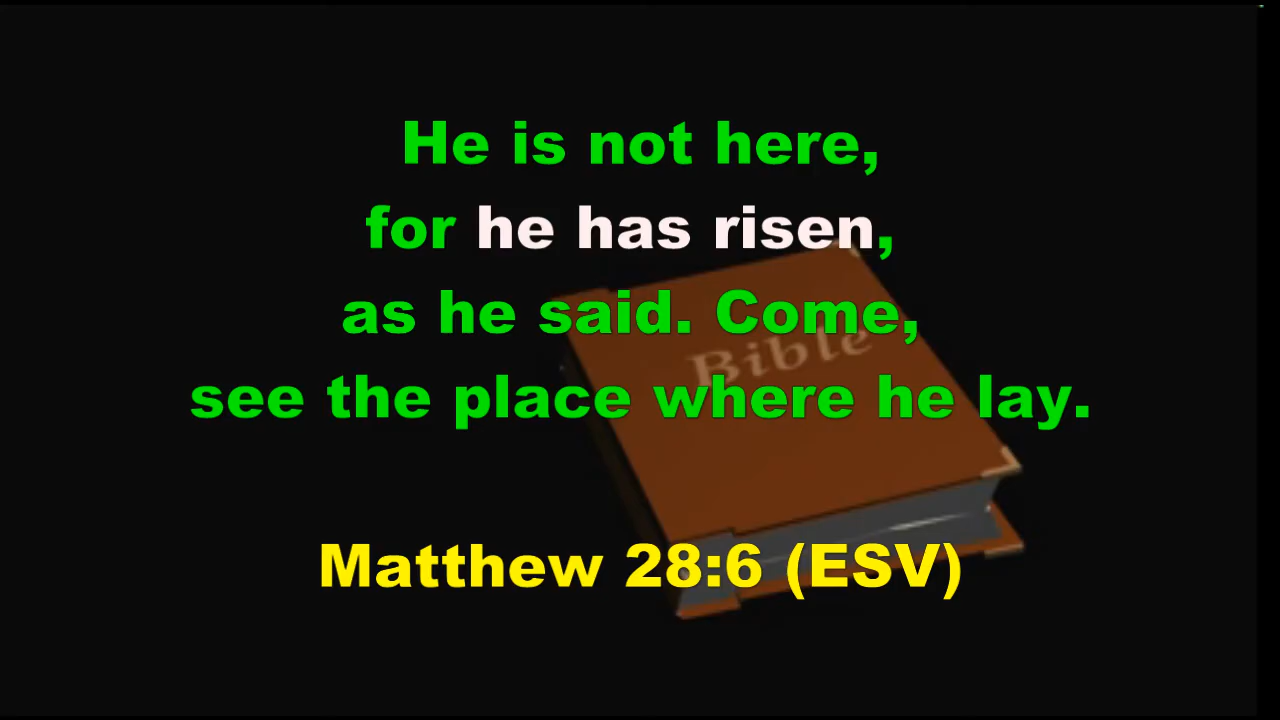 He is not here,
for he has risen,
as he said. Come,
Bible
see the place where he lay.
Matthew 28:6 (ESV)